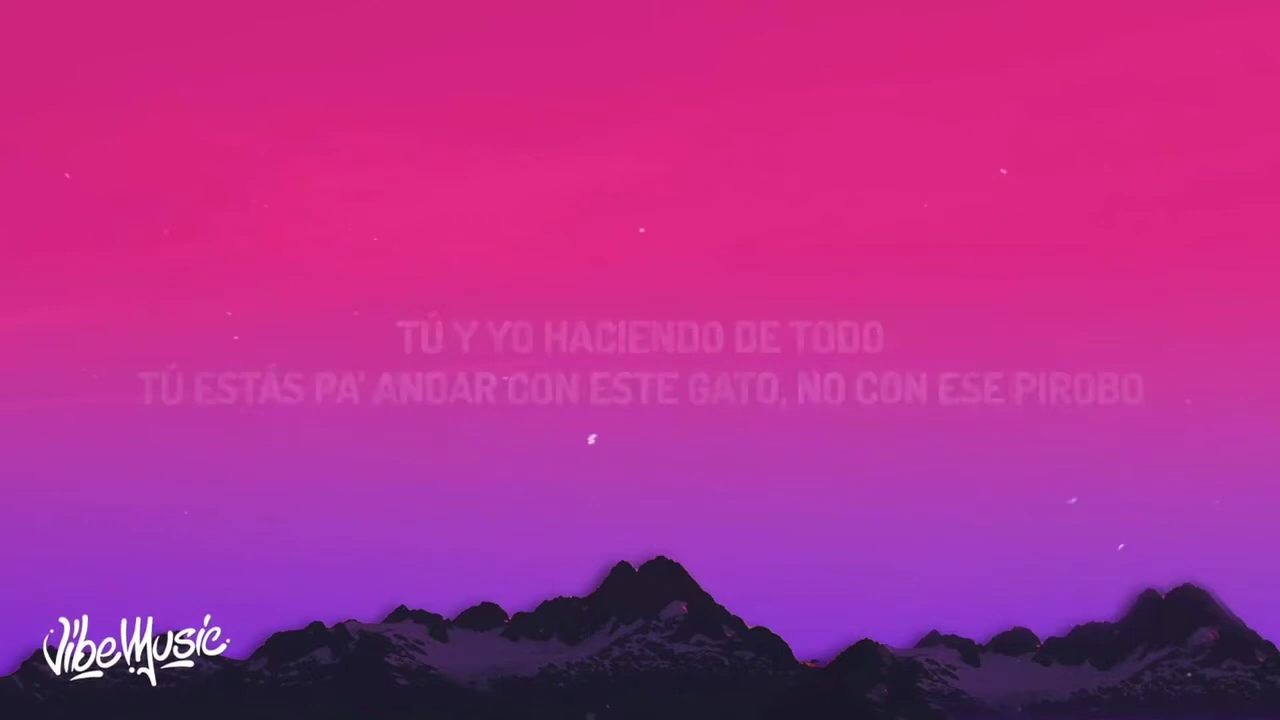 TÚ Y YO HACIENDO DE TODO
TÚ ESTÁS PA' ANDAR CON ESTE GATO, NO CON ESE PIROBO
VibeMusic